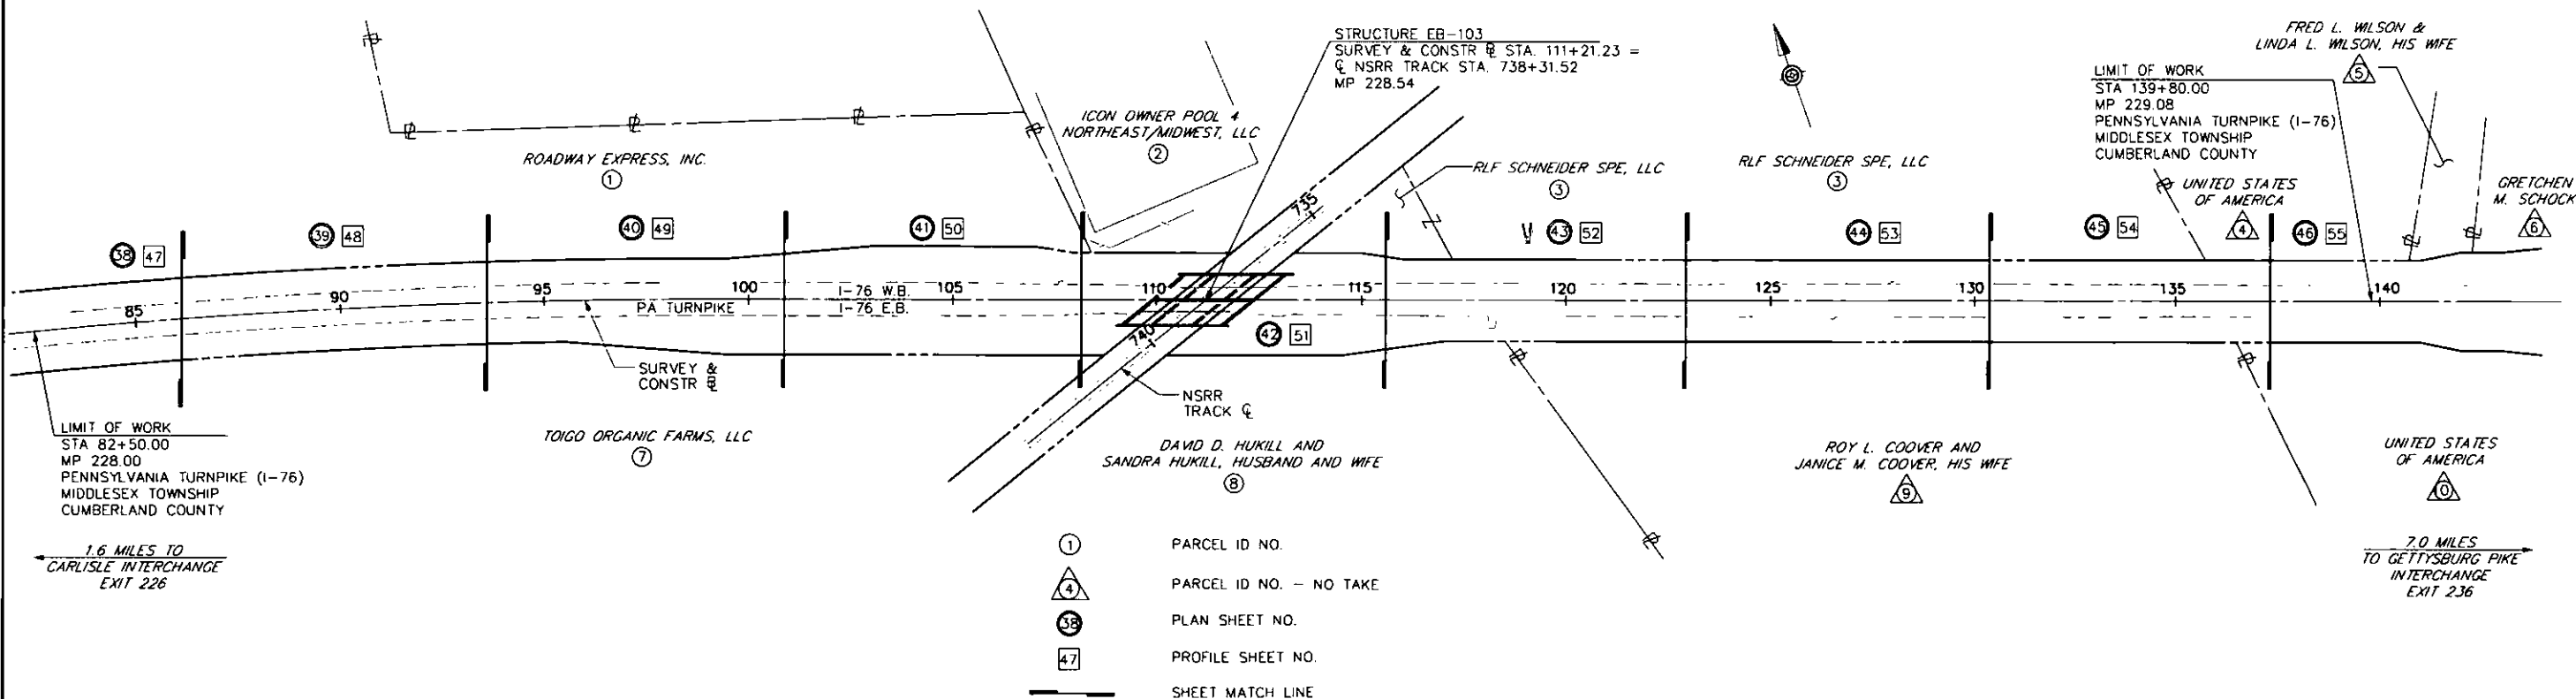 STRUCTURE EB-103
SURVEY & CONSTR ℄ STA. 111+21.23 =
℄ NSRR TRACK STA. 738+31.52
MP 228.54
FRED L. WILSON &
LINDA L. WILSON, HIS WIFE
5
LIMIT OF WORK
STA 139+80.00
MP 229.08
PENNSYLVANIA TURNPIKE (I-76)
MIDDLESEX TOWNSHIP
CUMBERLAND COUNTY
ICON OWNER POOL 4
NORTHEAST/MIDWEST, LLC
2
ROADWAY EXPRESS, INC.
1
RLF SCHNEIDER SPE, LLC
3
RLF SCHNEIDER SPE, LLC
3
UNITED STATES
OF AMERICA
4
GRETCHEN
M. SCHOCK
6
38 47
39 48
40 49
41 50
43 52
44 53
45 54
46 55
735
85
90
95
100
105
110
115
120
125
130
135
140
I-76 W.B.
PA TURNPIKE
I-76 E.B.
740
42 51
SURVEY &
CONSTR ℄
NSRR
TRACK ℄
LIMIT OF WORK
STA 82+50.00
MP 228.00
PENNSYLVANIA TURNPIKE (I-76)
MIDDLESEX TOWNSHIP
CUMBERLAND COUNTY
TOIGO ORGANIC FARMS, LLC
7
DAVID D. HUKILL AND
SANDRA HUKILL, HUSBAND AND WIFE
8
ROY L. COOVER AND
JANICE M. COOVER, HIS WIFE
9
UNITED STATES
OF AMERICA
0
1.6 MILES TO
CARLISLE INTERCHANGE
EXIT 226
7.0 MILES
TO GETTYSBURG PIKE
INTERCHANGE
EXIT 236
1 PARCEL ID NO.
4 PARCEL ID NO. - NO TAKE
38 PLAN SHEET NO.
47 PROFILE SHEET NO.
SHEET MATCH LINE